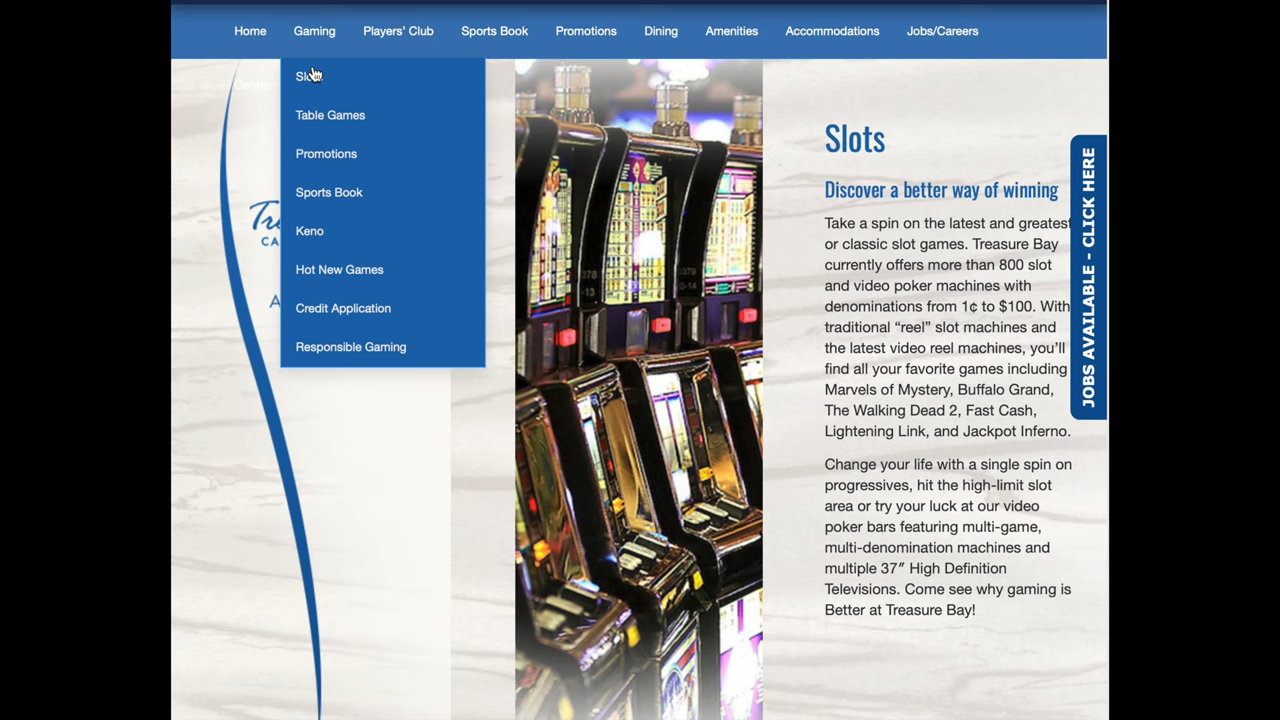 Home Gaming Players’ Club Sports Book Promotions Dining Amenities Accommodations Jobs/Careers
Table Games
Promotions
Sports Book
Keno
Hot New Games
Credit Application
Responsible Gaming
Slots
Discover a better way of winning
Take a spin on the latest and greatest
or classic slot games. Treasure Bay
currently offers more than 800 slot
and video poker machines with
denominations from 1¢ to $100. With
traditional “reel” slot machines and
the latest video reel machines, you’ll
find all your favorite games including
Marvels of Mystery, Buffalo Grand,
The Walking Dead 2, Fast Cash,
Lightening Link, and Jackpot Inferno.
Change your life with a single spin on
progressives, hit the high-limit slot
area or try your luck at our video
poker bars featuring multi-game,
multi-denomination machines and
multiple 37″ High Definition
Televisions. Come see why gaming is
Better at Treasure Bay!
JOBS AVAILABLE - CLICK HERE